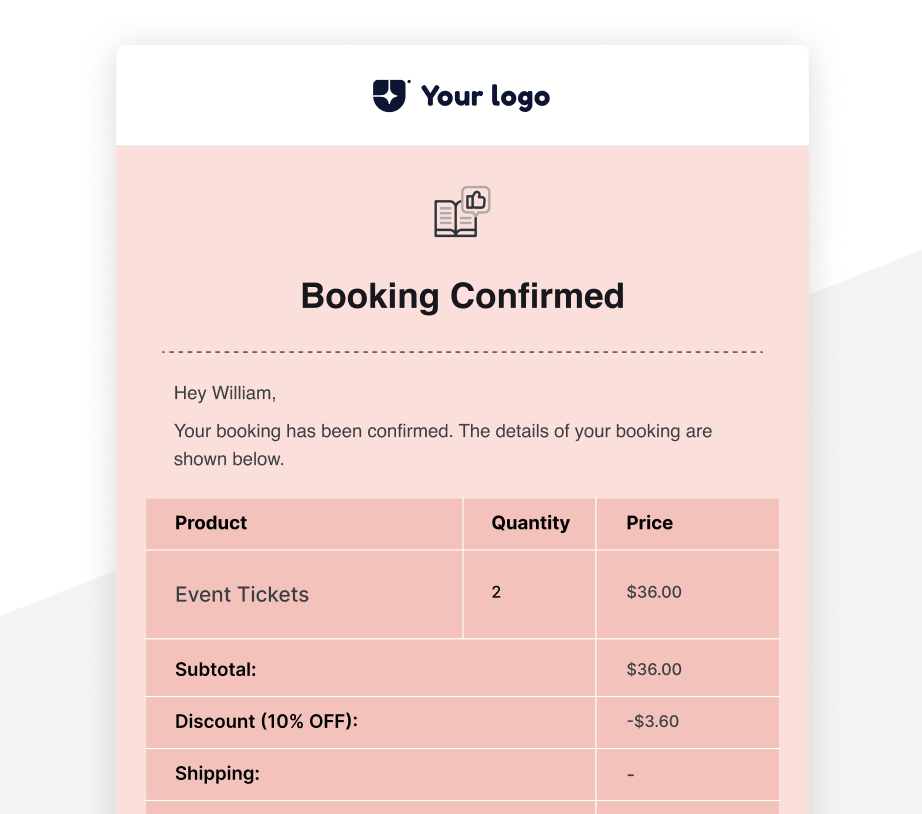 Your logo
Booking Confirmed
Hey William,
Your booking has been confirmed. The details of your booking are
shown below.
Product Quantity Price
Event Tickets 2 $36.00
Subtotal: $36.00
Discount (10% OFF): -$3.60
Shipping: -